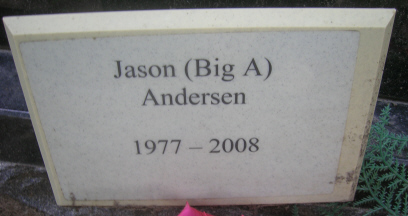 Jason (Big A)
Andersen
1977 – 2008